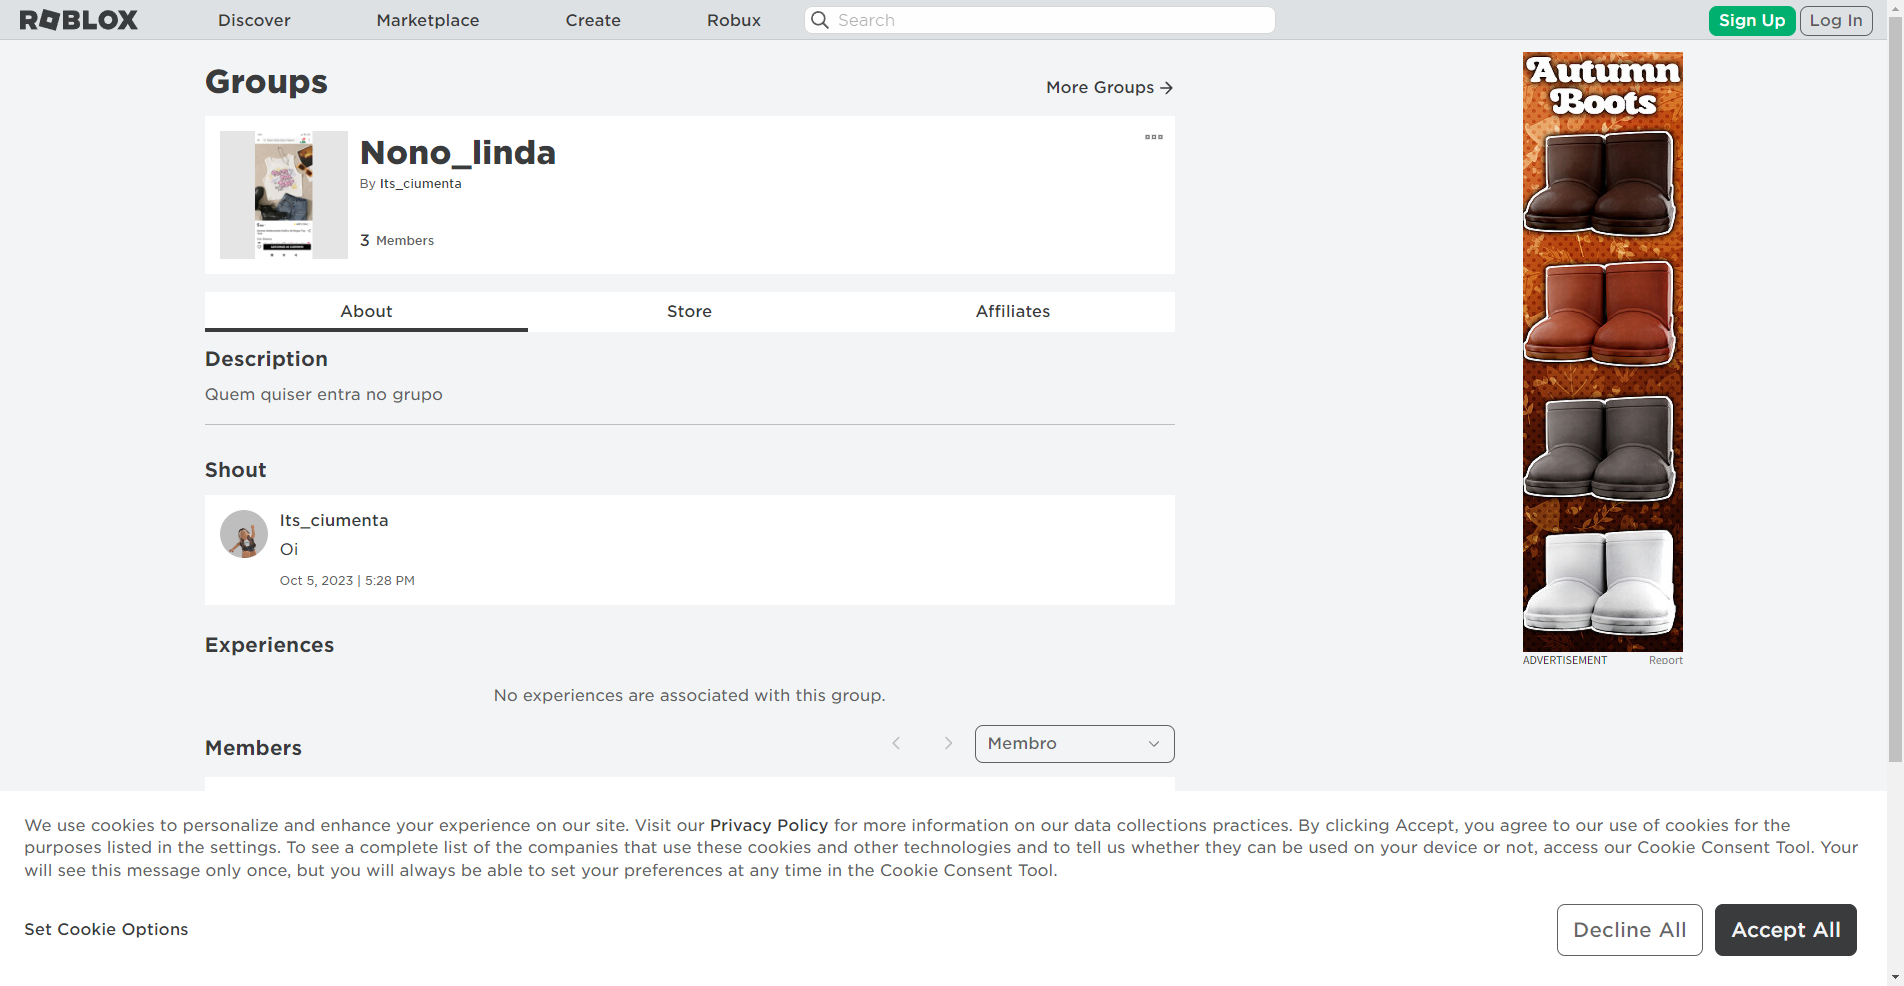 ROBLOX
Discover
Marketplace
Create
Robux
Search
Sign Up
Log In
Groups
More Groups
Nono_linda
By Its_ciumenta
3 Members
About
Store
Affiliates
Description
Quem quiser entra no grupo
Shout
Its_ciumenta
Oi
Oct 5, 2023 | 5:28 PM
Experiences
No experiences are associated with this group.
Members
Membro
Autumn
Boots
ADVERTISEMENT
Report
We use cookies to personalize and enhance your experience on our site. Visit our Privacy Policy for more information on our data collections practices. By clicking Accept, you agree to our use of cookies for the
purposes listed in the settings. To see a complete list of the companies that use these cookies and other technologies and to tell us whether they can be used on your device or not, access our Cookie Consent Tool. Your
will see this message only once, but you will always be able to set your preferences at any time in the Cookie Consent Tool.
Set Cookie Options
Decline All
Accept All